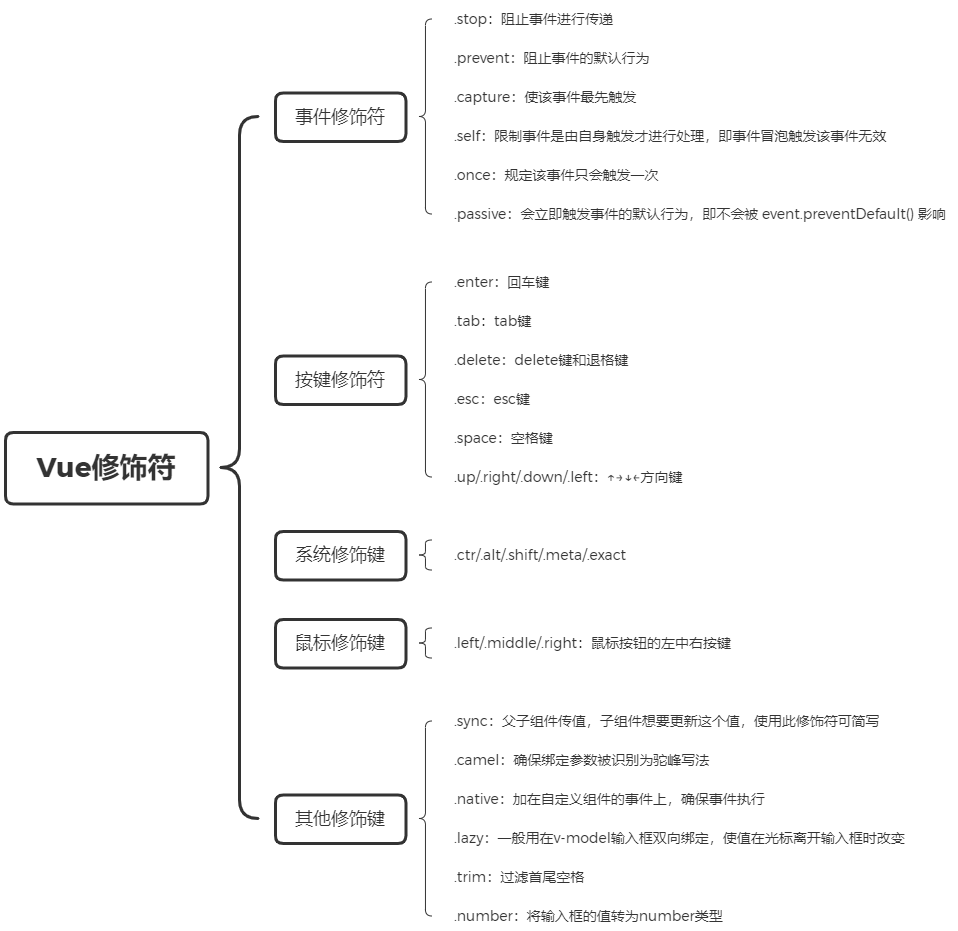 Vue修饰符
事件修饰符
.stop：阻止事件进行传递
.prevent：阻止事件的默认行为
.capture：使该事件最先触发
.self：限制事件是由自身触发才进行处理，即事件冒泡触发该事件无效
.once：规定该事件只会触发一次
.passive：会立即触发事件的默认行为，即不会被 event.preventDefault() 影响
按键修饰符
.enter：回车键
.tab：tab键
.delete：delete键和退格键
.esc：esc键
.space：空格键
.up/.right/.down/.left：↑→↓←方向键
系统修饰键
.ctr/.alt/.shift/.meta/.exact
鼠标修饰键
.left/.middle/.right：鼠标按钮的左中右按键
其他修饰键
.sync：父子组件传值，子组件想要更新这个值，使用此修饰符可简写
.camel：确保绑定参数被识别为驼峰写法
.native：加在自定义组件的事件上，确保事件执行
.lazy：一般用在v-model输入框双向绑定，使值在光标离开输入框时改变
.trim：过滤首尾空格
.number：将输入框的值转为number类型